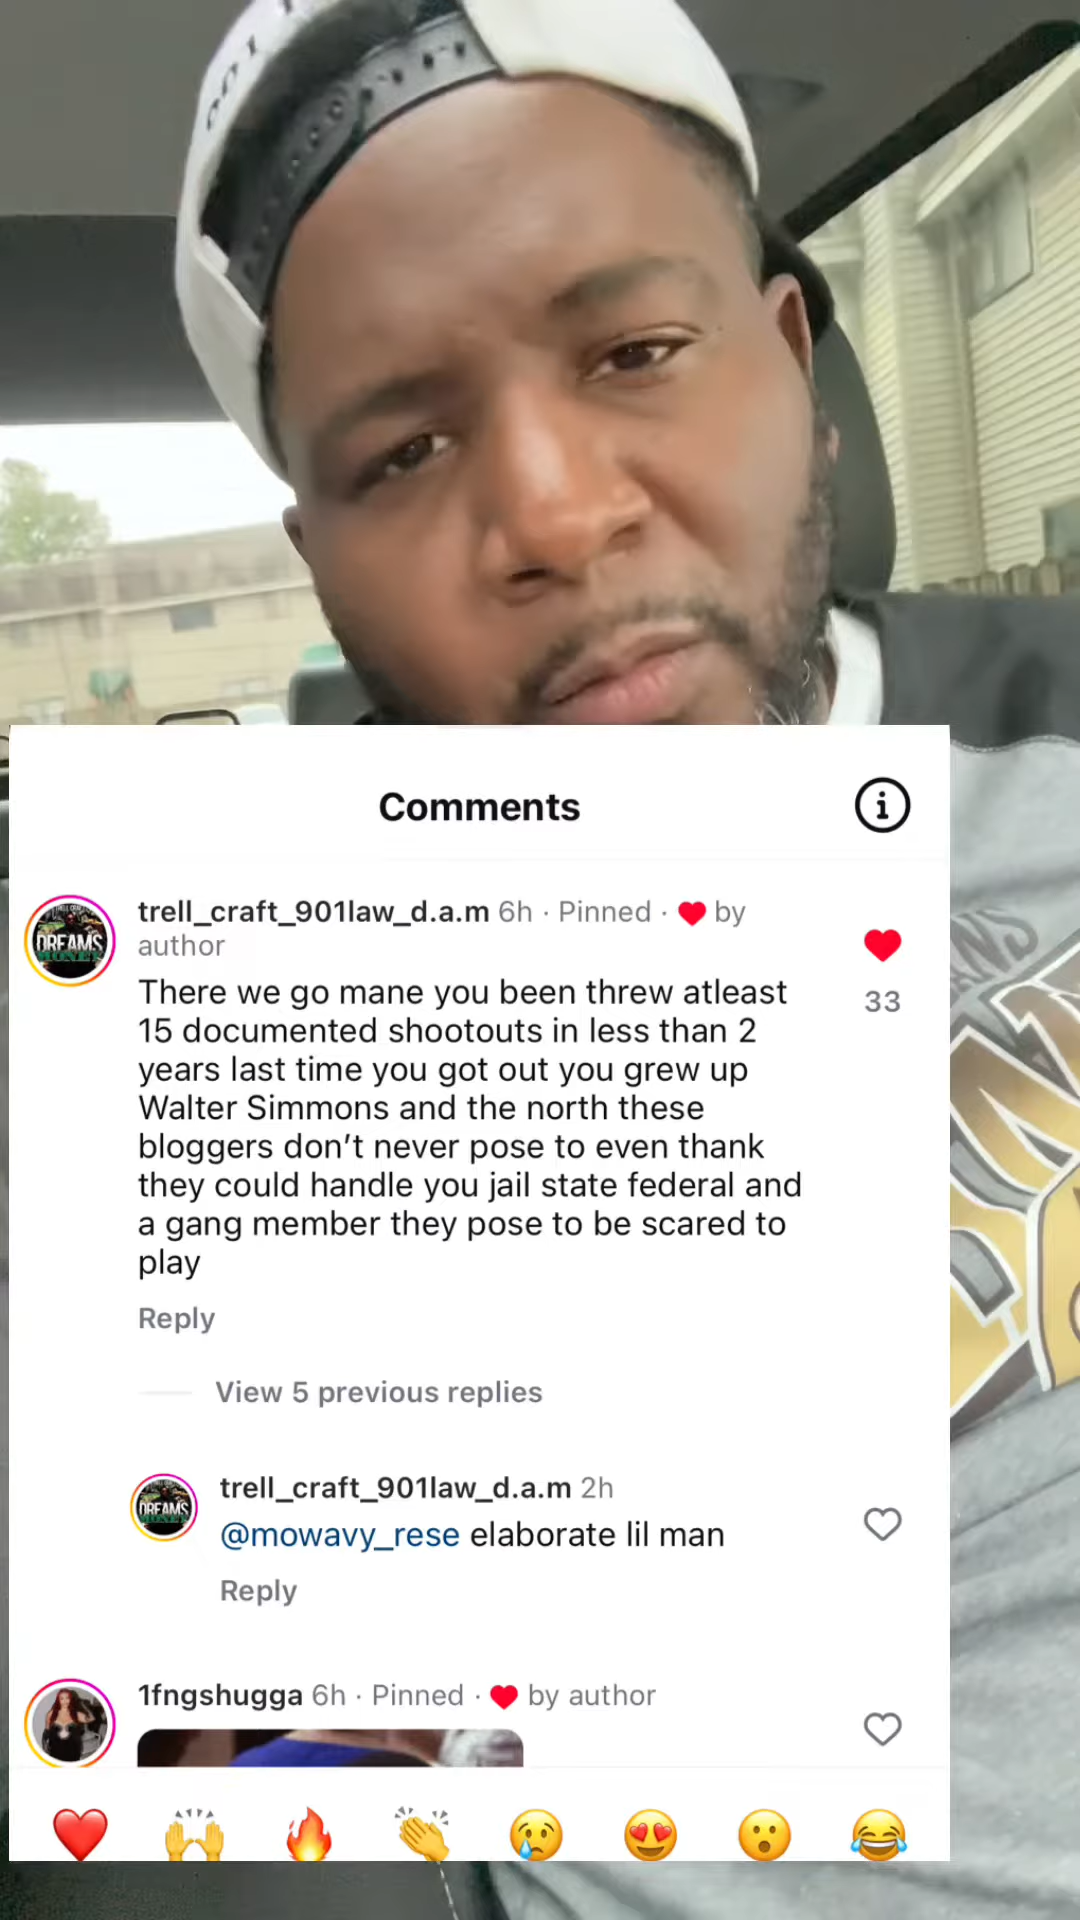 001
Comments
trell_craft_901law_d.a.m 6h · Pinned · ❤️ by
author
There we go mane you been threw atleast
15 documented shootouts in less than 2
years last time you got out you grew up
Walter Simmons and the north these
bloggers don’t never pose to even thank
they could handle you jail state federal and
a gang member they pose to be scared to
play
33
Reply
View 5 previous replies
trell_craft_901law_d.a.m 2h
@mowavy_rese elaborate lil man
Reply
1fngshugga 6h · Pinned · ❤️ by author
DREAMS
MONEY
DREAMS